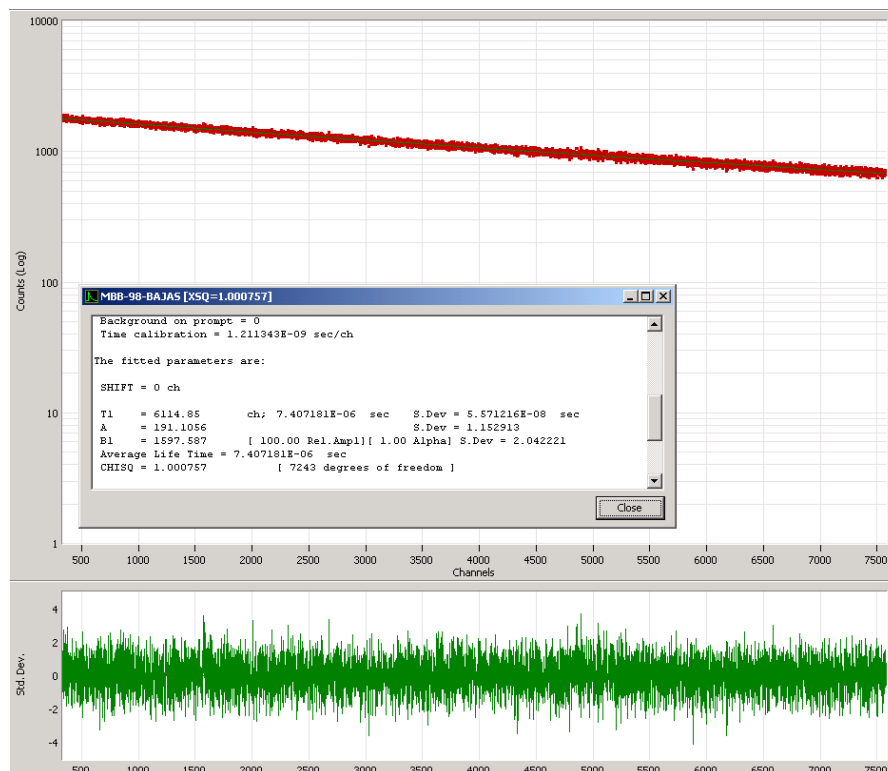 10000
1000
100
10
1
Counts (Log)
MBB-98-BAJAS [XSQ=1.000757]
Background on prompt = 0
Time calibration = 1.211343E-09 sec/ch
The fitted parameters are:
SHIFT = 0 ch
T1 = 6114.85 ch; 7.407181E-06 sec S.Dev = 5.571216E-08 sec
A = 191.1056 S.Dev = 1.152913
B1 = 1597.587 [ 100.00 Rel.Ampl][ 1.00 Alpha] S.Dev = 2.042221
Average Life Time = 7.407181E-06 sec
CHISQ = 1.000757 [ 7243 degrees of freedom ]
Close
500 1000 1500 2000 2500 3000 3500 4000 4500 5000 5500 6000 6500 7000 7500
Channels
4
2
0
-2
-4
Std. Dev.
500 1000 1500 2000 2500 3000 3500 4000 4500 5000 5500 6000 6500 7000 7500